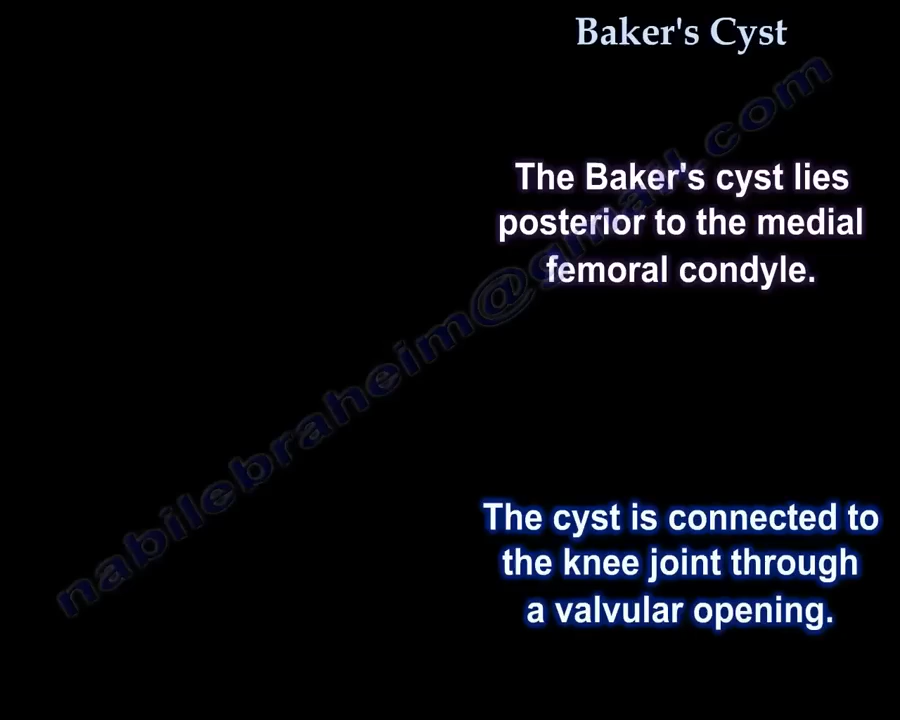 Baker's Cyst
The Baker's cyst lies
posterior to the medial
femoral condyle.
nabilebraheim@gmail.com
The cyst is connected to
the knee joint through
a valvular opening.